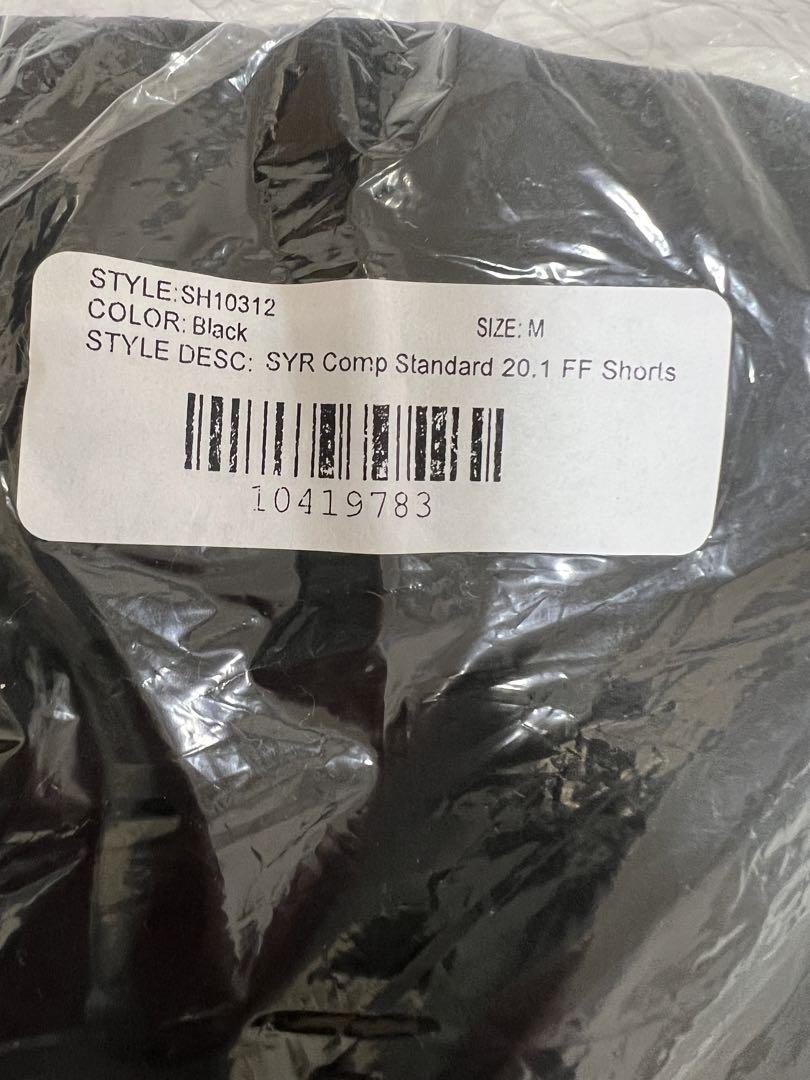 STYLE:SH10312
COLOR: Black SIZE: M
STYLE DESC: SYR Comp Standard 20.1 FF Shorts
10419783